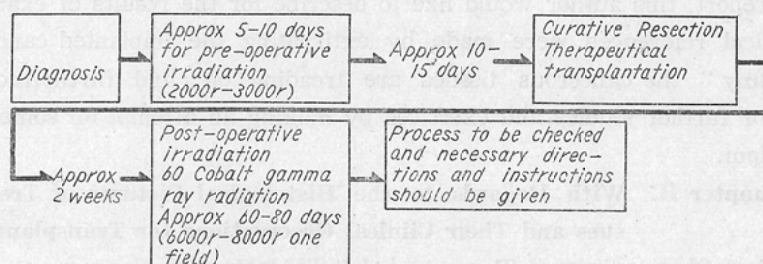 Diagnosis
Approx 5-10 days
for pre-operative
irradiation
(2000r-3000r)
Approx 10-
15 days
Curative Resection
Therapeutical
transplantation
Approx
2 weeks
Post-operative
irradiation
60 Cobalt gamma
ray radiation
Approx 60-80 days
(6000r-8000r one
field)
Process to be checked
and necessary direc-
tions and instructions
should be given